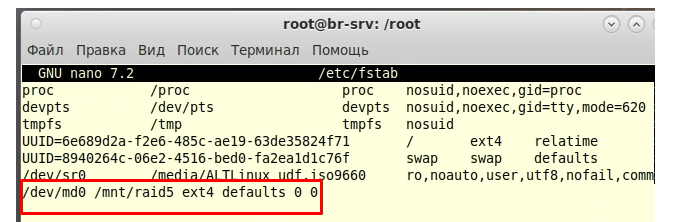 root@br-srv: /root
Файл Правка Вид Поиск Терминал Помощь
GNU nano 7.2 /etc/fstab
proc /proc proc nosuid,noexec,gid=proc
devpts /dev/pts devpts nosuid,noexec,gid=tty,mode=620
tmpfs /tmp tmpfs nosuid
UUID=6e689d2a-f2e6-485c-ae19-63de35824f71 / ext4 relatime
UUID=8940264c-06e2-4516-bed0-fa2ea1d1c76f swap swap defaults
/dev/sr0 /media/ALTLinux udf,iso9660 ro,noauto,user,utf8,nofail,comm
/dev/md0 /mnt/raid5 ext4 defaults 0 0